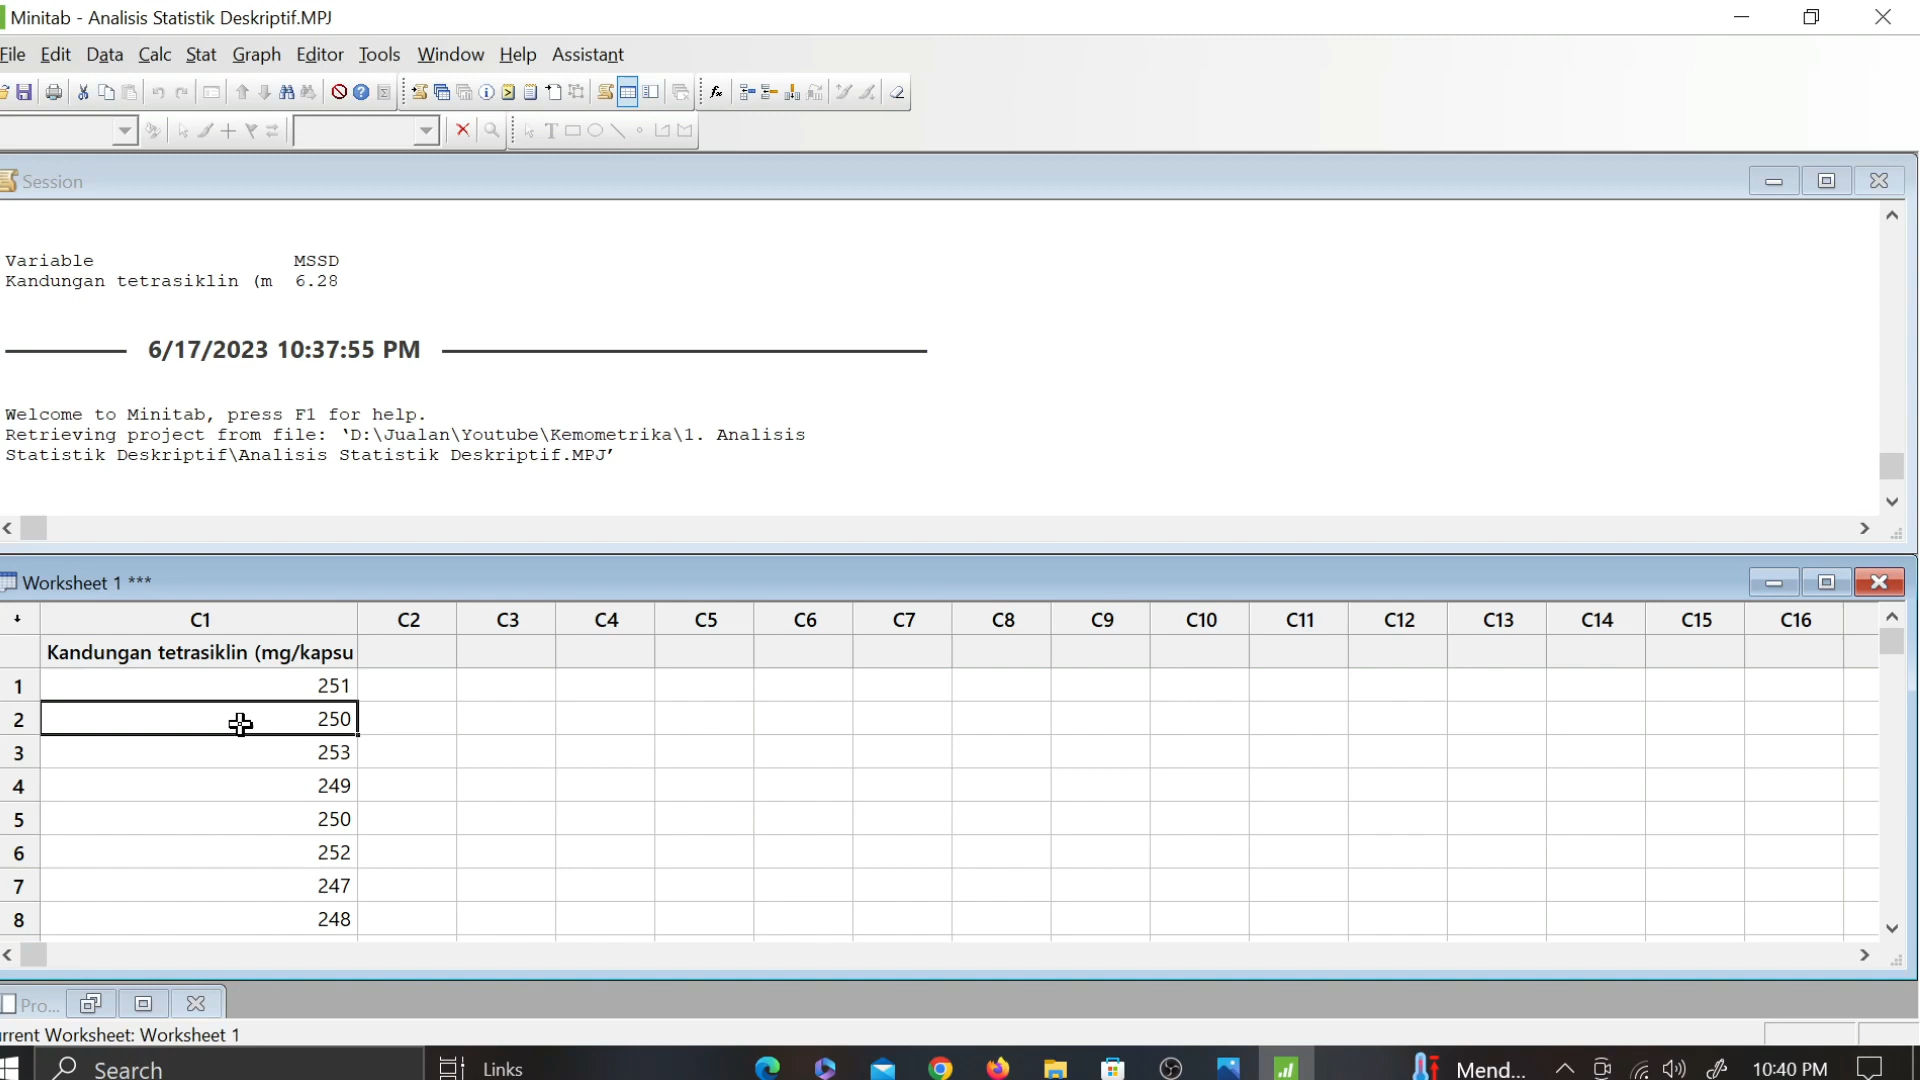 Minitab - Analisis Statistik Deskriptif.MPJ
File Edit Data Calc Stat Graph Editor Tools Window Help Assistant
Session
Variable MSSD
Kandungan tetrasiklin (m 6.28
6/17/2023 10:37:55 PM
Welcome to Minitab, press F1 for help.
Retrieving project from file: ‘D:\Jualan\Youtube\Kemometrika\1. Analisis
Statistik Deskriptif\Analisis Statistik Deskriptif.MPJ’
Worksheet 1 ***
C1 C2 C3 C4 C5 C6 C7 C8 C9 C10 C11 C12 C13 C14 C15 C16
Kandungan tetrasiklin (mg/kapsu
1 251
2 250
3 253
4 249
5 250
6 252
7 247
8 248
Pro...
rrent Worksheet: Worksheet 1
Search Links Mend... 10:40 PM